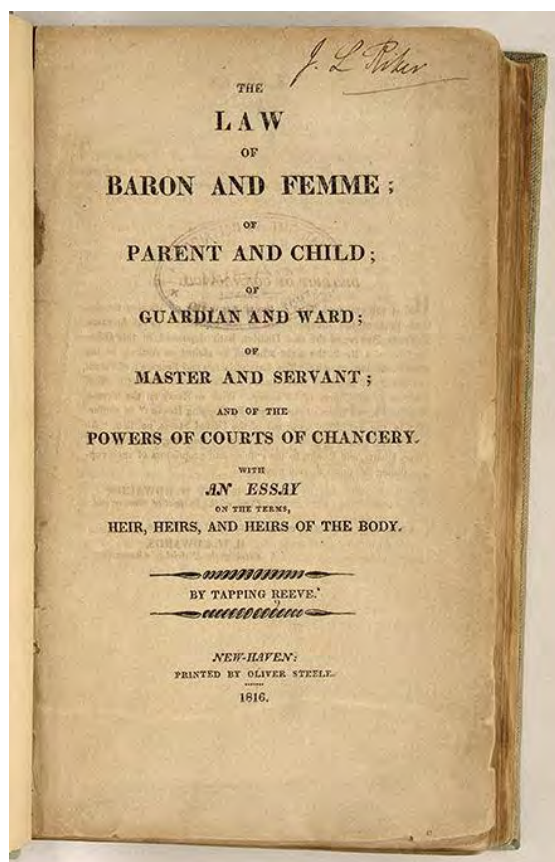 J. L Riker
THE
LAW
OF
BARON AND FEMME;
OF
PARENT AND CHILD;
OF
GUARDIAN AND WARD;
OF
MASTER AND SERVANT;
AND OF THE
POWERS OF COURTS OF CHANCERY.
WITH
AN ESSAY
ON THE TERMS,
HEIR, HEIRS, AND HEIRS OF THE BODY.
BY TAPPING REEVE.
NEW-HAVEN:
PRINTED BY OLIVER STEELE.
1816.